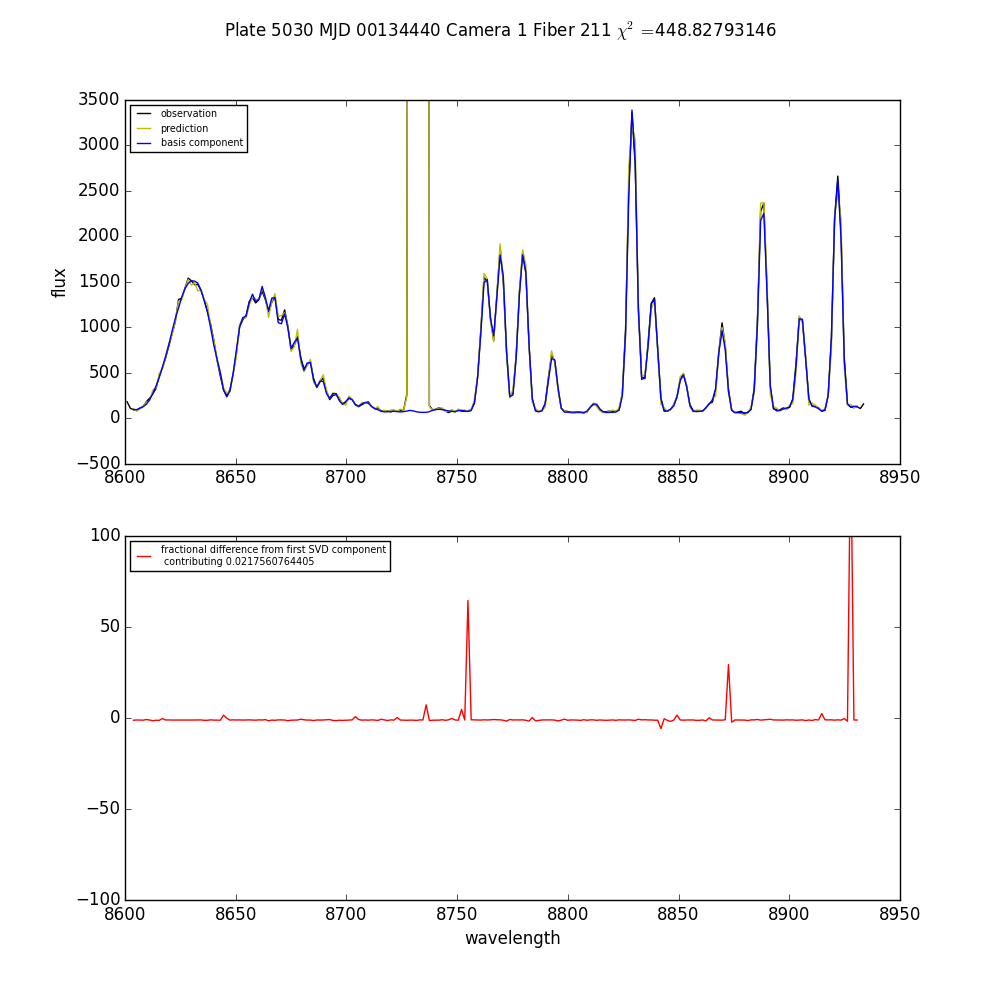 Plate 5030 MJD 00134440 Camera 1 Fiber 211 χ² =448.82793146
3500
3000
2500
2000
1500
1000
500
0
−500
flux
observation
prediction
basis component
8600 8650 8700 8750 8800 8850 8900 8950
100
50
0
−50
−100
fractional difference from first SVD component
contributing 0.0217560764405
8600 8650 8700 8750 8800 8850 8900 8950
wavelength